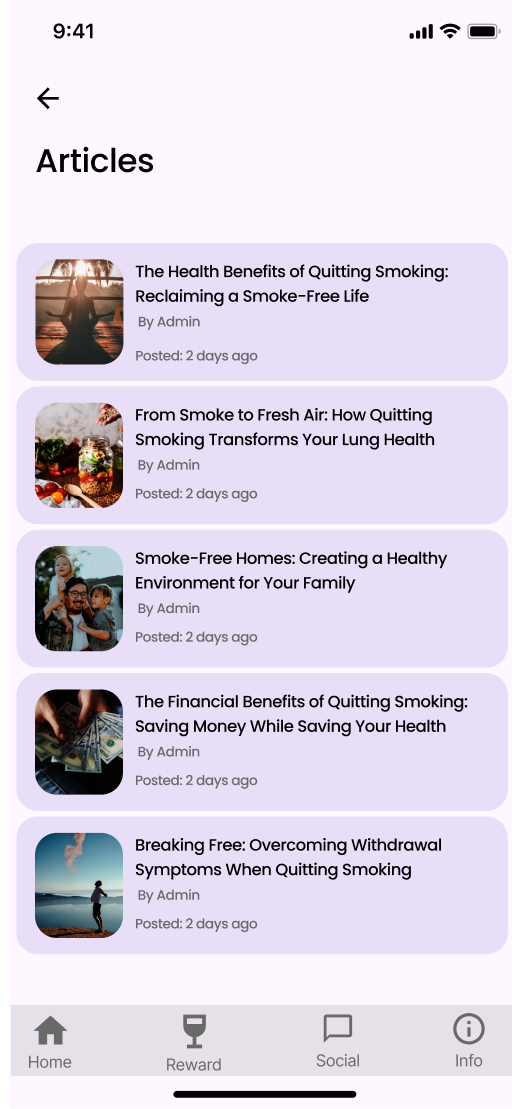 9:41
Articles
The Health Benefits of Quitting Smoking:
Reclaiming a Smoke-Free Life
By Admin
Posted: 2 days ago
From Smoke to Fresh Air: How Quitting
Smoking Transforms Your Lung Health
By Admin
Posted: 2 days ago
Smoke-Free Homes: Creating a Healthy
Environment for Your Family
By Admin
Posted: 2 days ago
The Financial Benefits of Quitting Smoking:
Saving Money While Saving Your Health
By Admin
Posted: 2 days ago
Breaking Free: Overcoming Withdrawal
Symptoms When Quitting Smoking
By Admin
Posted: 2 days ago
Home
Reward
Social
Info